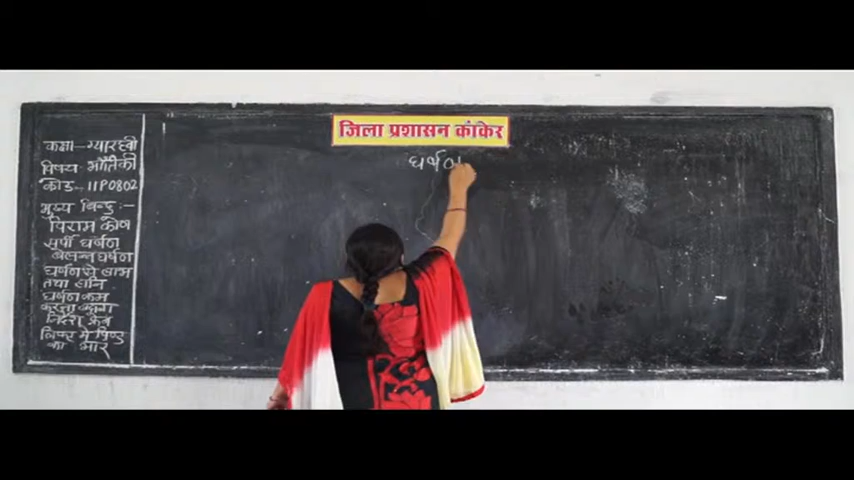 जिला प्रशासन कांकेर
घर्षण
कक्षा - ग्यारहवी
विषय - भौतिकी
कोड - 11P0802
मुख्य बिन्दु :-
विराम कोण
सर्पी घर्षण
बेलन घर्षण
घर्षण से लाभ
तथा हानि
घर्षण कम
करना
लिफ्ट मे पिण्ड
का भार